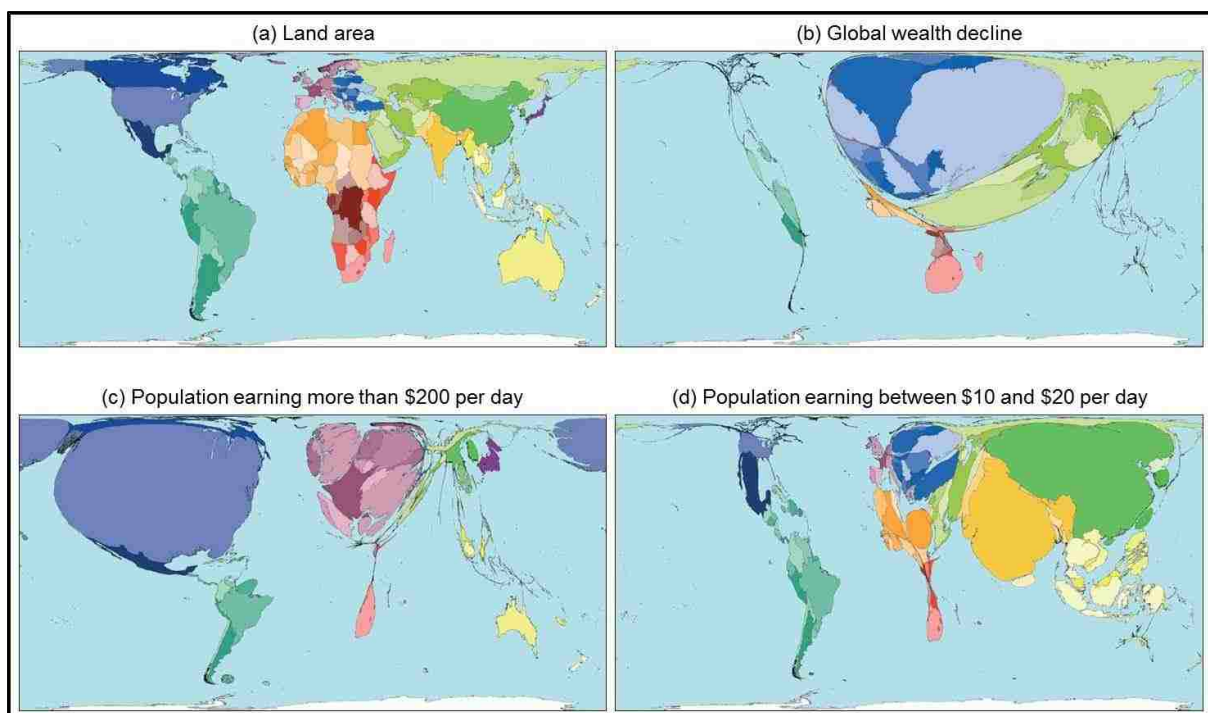 (a) Land area
(b) Global wealth decline
(c) Population earning more than $200 per day
(d) Population earning between $10 and $20 per day